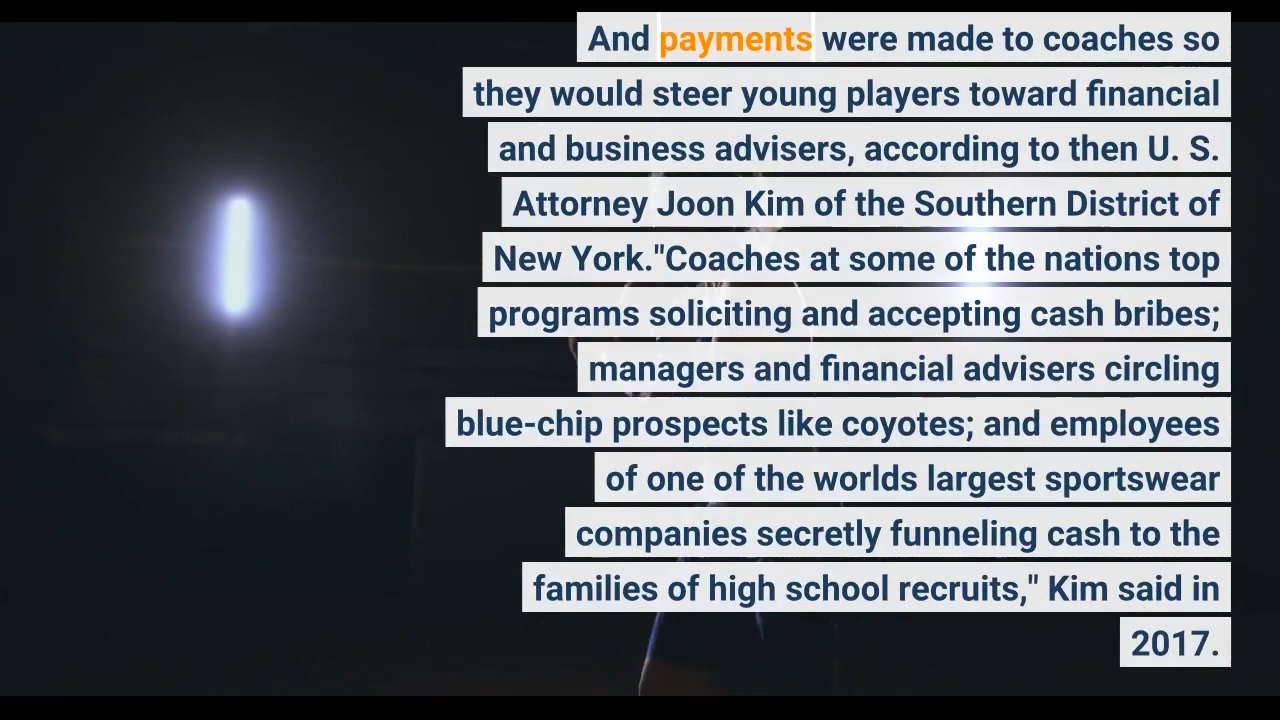 And payments were made to coaches so
they would steer young players toward financial
and business advisers, according to then U. S.
Attorney Joon Kim of the Southern District of
New York."Coaches at some of the nations top
programs soliciting and accepting cash bribes;
managers and financial advisers circling
blue-chip prospects like coyotes; and employees
of one of the worlds largest sportswear
companies secretly funneling cash to the
families of high school recruits," Kim said in
2017.